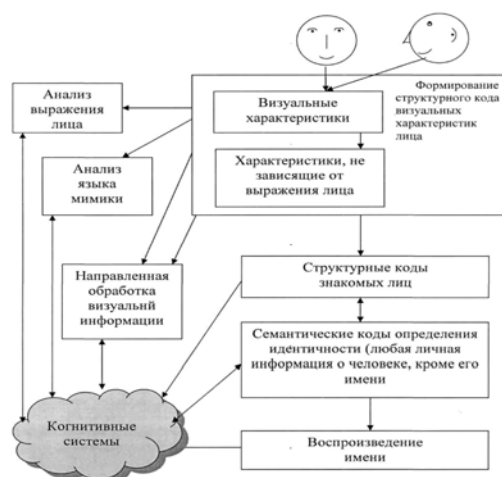 Формирование
структурного кода
визуальных
характеристик
лица
Визуальные
характеристики
Характеристики, не
зависящие от
выражения лица
Анализ
выражения
лица
Анализ
языка
мимики
Направленная
обработка
визуальнй
информации
Структурные коды
знакомых лиц
Семантические коды определения
идентичности (любая личная
информация о человеке, кроме его
имени
Когнитивные
системы
Воспроизведение
имени